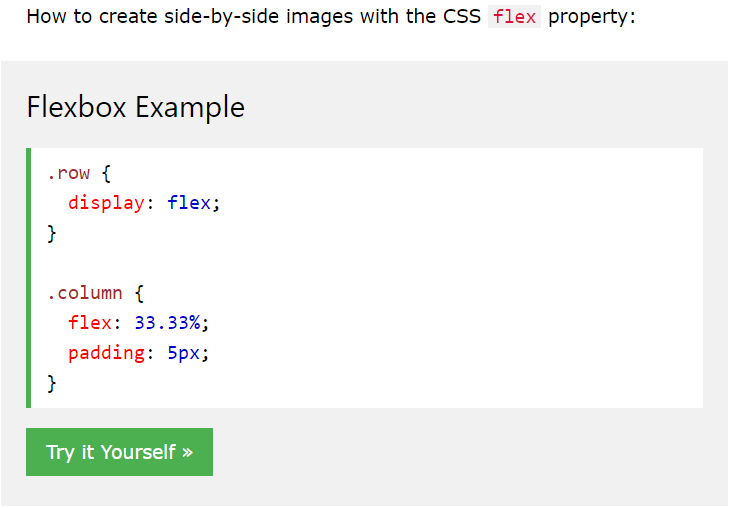 How to create side-by-side images with the CSS flex property:
Flexbox Example
.row {
  display: flex;
}

.column {
  flex: 33.33%;
  padding: 5px;
}
Try it Yourself »